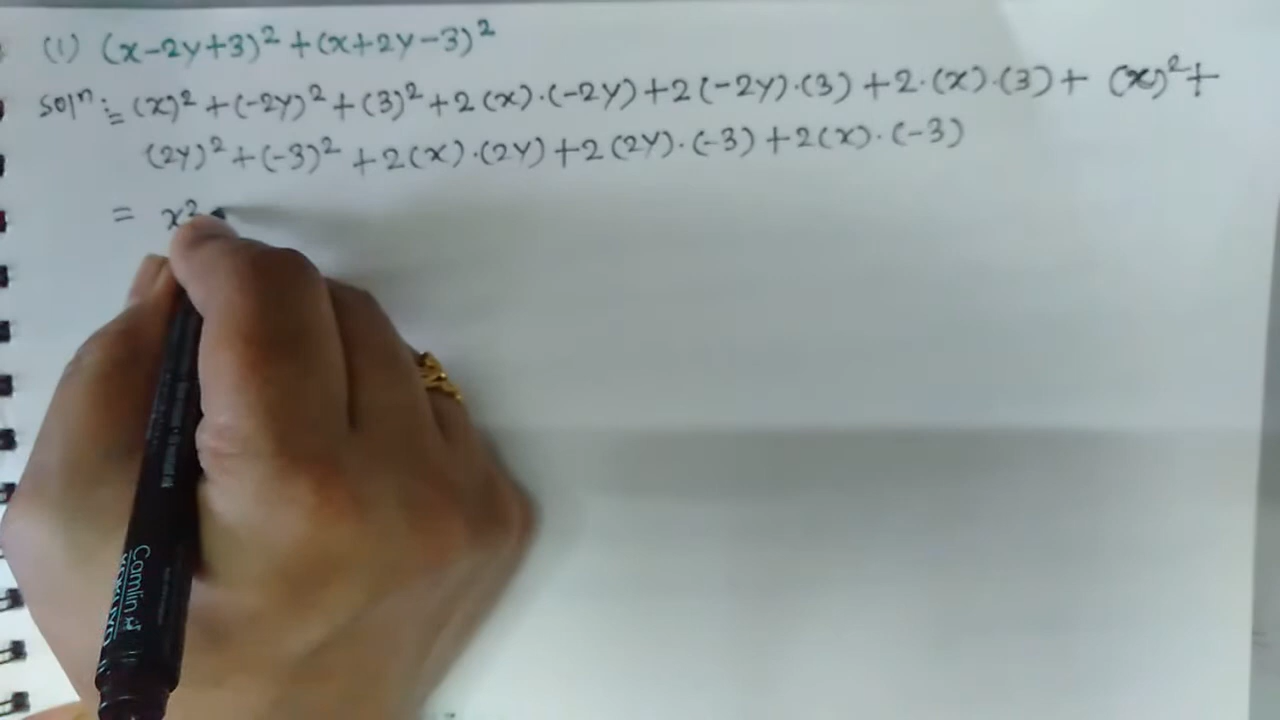 (1) (x-2y+3)² + (x+2y-3)²
Solⁿ:= (x)² + (-2y)² + (3)² + 2(x)·(-2y) + 2(-2y)·(3) + 2·(x)·(3) + (x)² +
(2y)² + (-3)² + 2(x)·(2y) + 2(2y)·(-3) + 2(x)·(-3)
= x²
Camlin